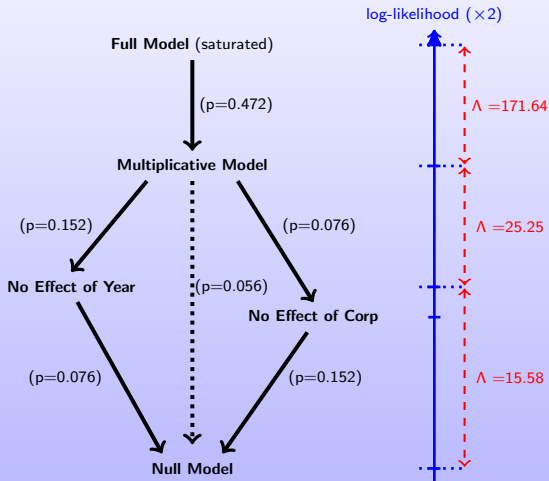 log-likelihood (×2)
Full Model (saturated)
(p=0.472)
Λ =171.64
Multiplicative Model
(p=0.152)
(p=0.076)
Λ =25.25
No Effect of Year
(p=0.056)
No Effect of Corp
(p=0.076)
(p=0.152)
Λ =15.58
Null Model